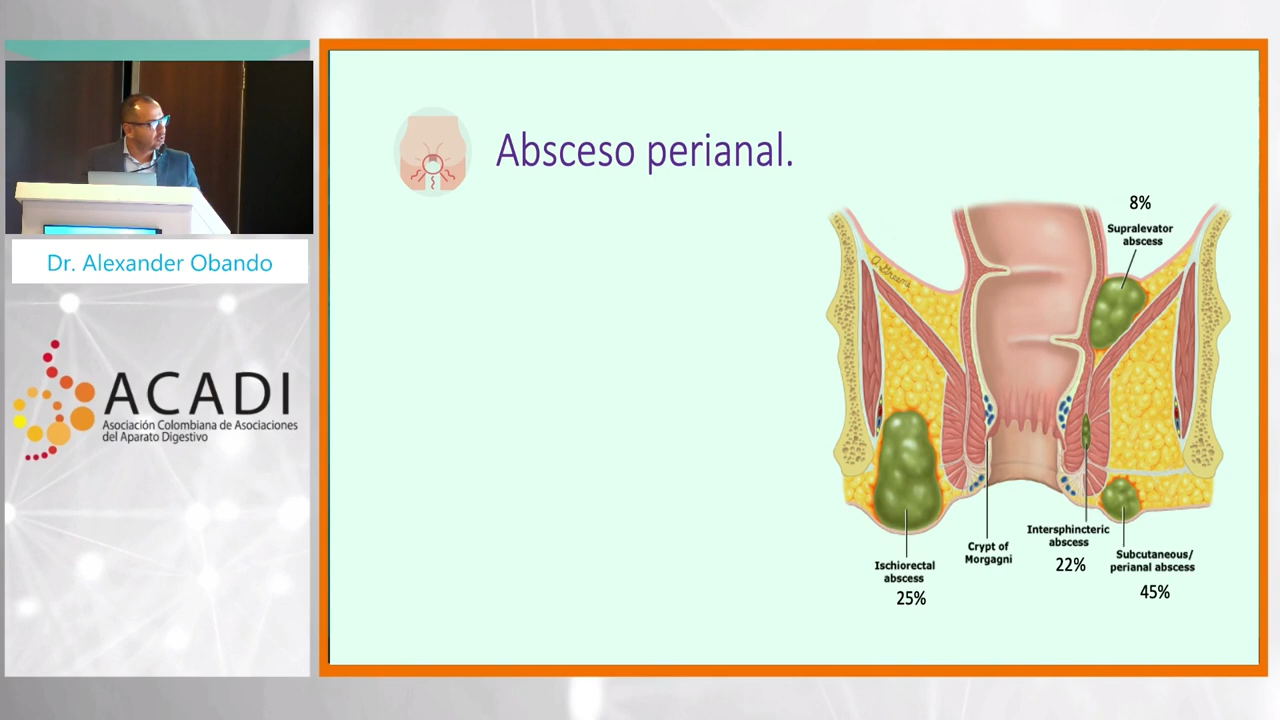 Absceso perianal.
Dr. Alexander Obando
ACADI
Asociación Colombiana de Asociaciones
del Aparato Digestivo
8%
Supralevator
abscess
Ischiorectal
abscess
25%
Crypt of
Morgagni
Intersphincteric
abscess
22%
Subcutaneous/
perianal abscess
45%